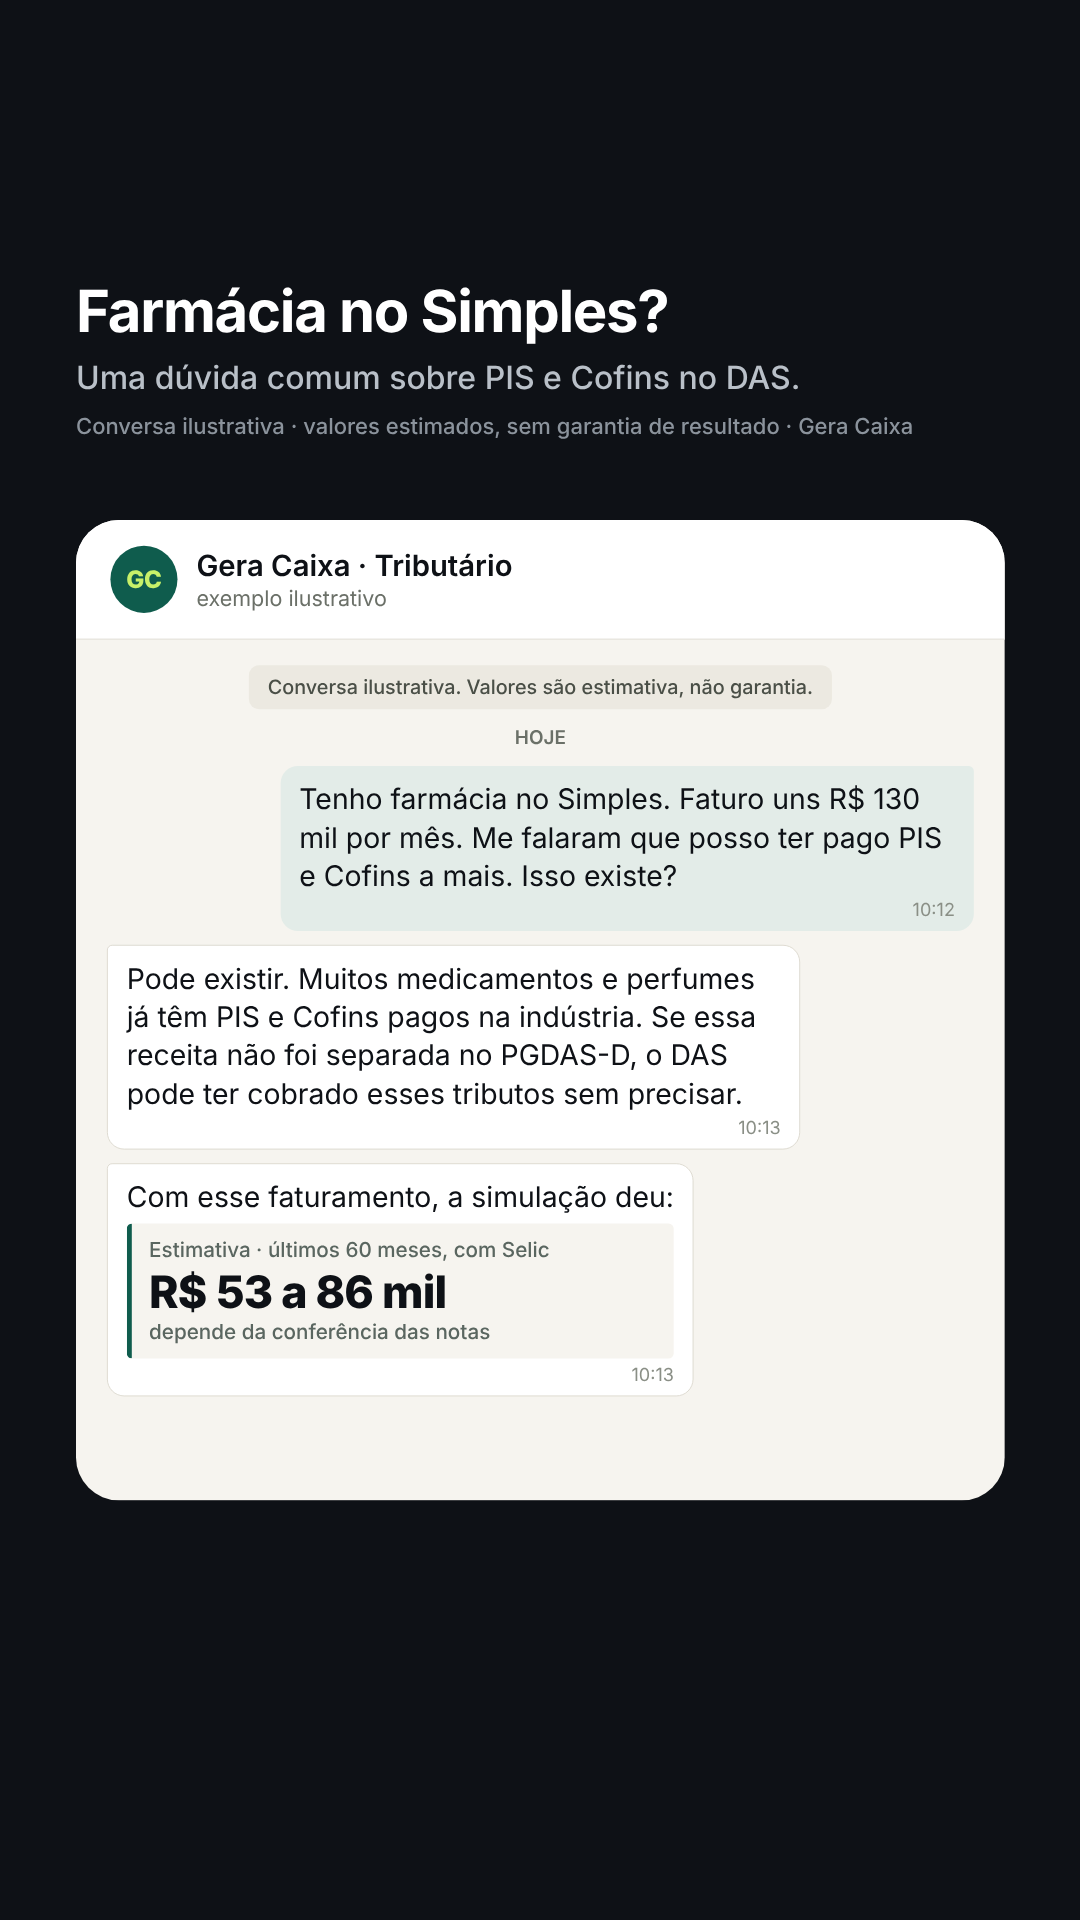 Farmácia no Simples?
Uma dúvida comum sobre PIS e Cofins no DAS.
Conversa ilustrativa · valores estimados, sem garantia de resultado · Gera Caixa
GC
Gera Caixa · Tributário
exemplo ilustrativo
Conversa ilustrativa. Valores são estimativa, não garantia.
HOJE
Tenho farmácia no Simples. Faturo uns R$ 130
mil por mês. Me falaram que posso ter pago PIS
e Cofins a mais. Isso existe?
10:12
Pode existir. Muitos medicamentos e perfumes
já têm PIS e Cofins pagos na indústria. Se essa
receita não foi separada no PGDAS-D, o DAS
pode ter cobrado esses tributos sem precisar.
10:13
Com esse faturamento, a simulação deu:
Estimativa · últimos 60 meses, com Selic
R$ 53 a 86 mil
depende da conferência das notas
10:13